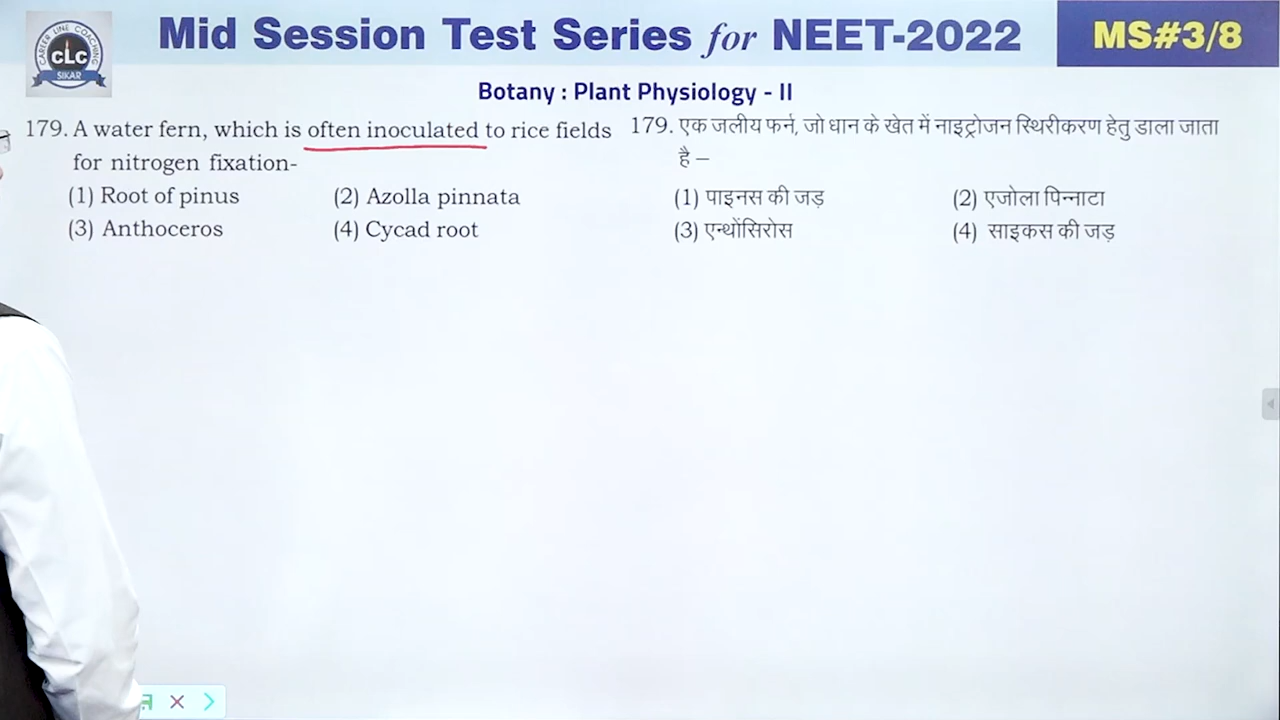 Mid Session Test Series for NEET-2022
MS#3/8
CAREER LINE COACHING
CLC
SIKAR
Botany : Plant Physiology - II
179. A water fern, which is often inoculated to rice fields
for nitrogen fixation-
(1) Root of pinus (2) Azolla pinnata
(3) Anthoceros (4) Cycad root
179. एक जलीय फर्न, जो धान के खेत में नाइट्रोजन स्थिरीकरण हेतु डाला जाता
है –
(1) पाइनस की जड़ (2) एजोला पिन्नाटा
(3) एन्थोंसिरोस (4) साइकस की जड़